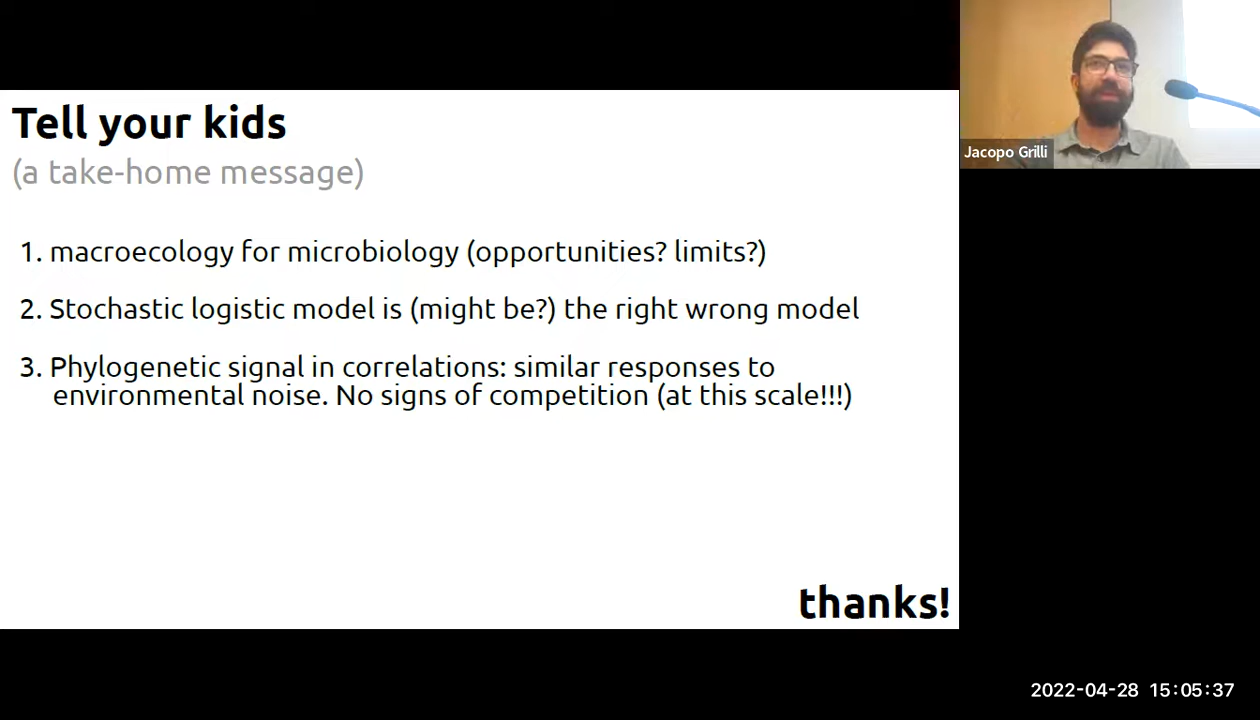 Tell your kids
(a take-home message)
1. macroecology for microbiology (opportunities? limits?)
2. Stochastic logistic model is (might be?) the right wrong model
3. Phylogenetic signal in correlations: similar responses to
environmental noise. No signs of competition (at this scale!!!)
thanks!
Jacopo Grilli
2022-04-28 15:05:37